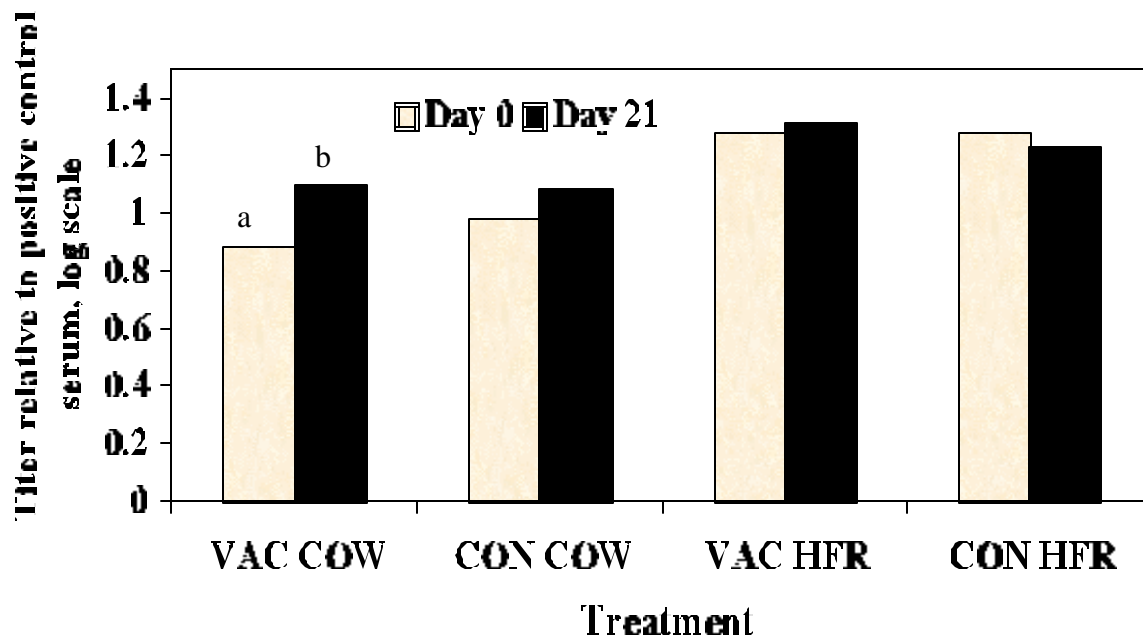 Titer relative to positive control
serum, log scale
1.4
1.2
1
0.8
0.6
0.4
0.2
0
Day 0 Day 21
a
b
VAC COW CON COW VAC HFR CON HFR
Treatment